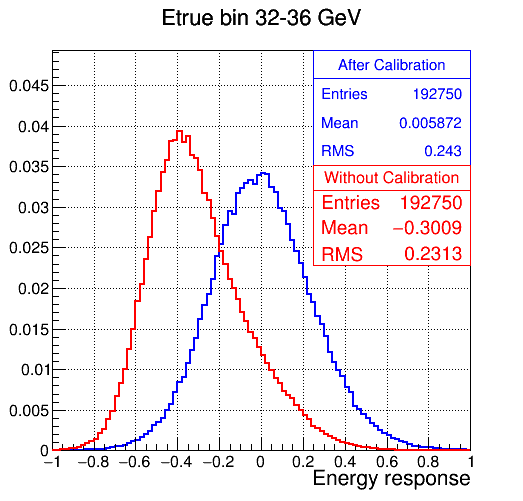 Etrue bin 32-36 GeV
After Calibration
Entries 192750
Mean 0.005872
RMS 0.243
Without Calibration
Entries 192750
Mean −0.3009
RMS 0.2313
0.045
0.04
0.035
0.03
0.025
0.02
0.015
0.01
0.005
0
−1 −0.8 −0.6 −0.4 −0.2 0 0.2 0.4 0.6 0.8 1
Energy response